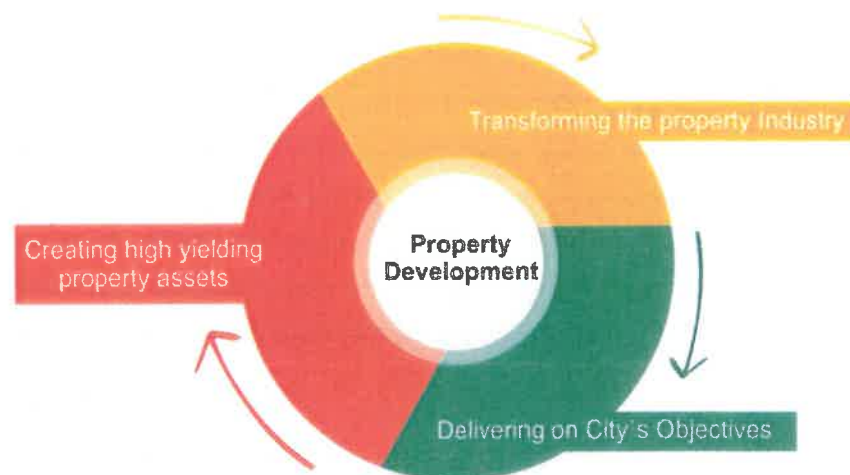 Transforming the property Industry
Creating high yielding
property assets
Property
Development
Delivering on City's Objectives